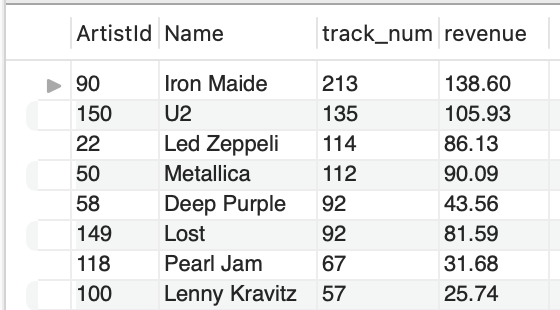 ArtistId Name track_num revenue
90 Iron Maide 213 138.60
150 U2 135 105.93
22 Led Zeppeli 114 86.13
50 Metallica 112 90.09
58 Deep Purple 92 43.56
149 Lost 92 81.59
118 Pearl Jam 67 31.68
100 Lenny Kravitz 57 25.74